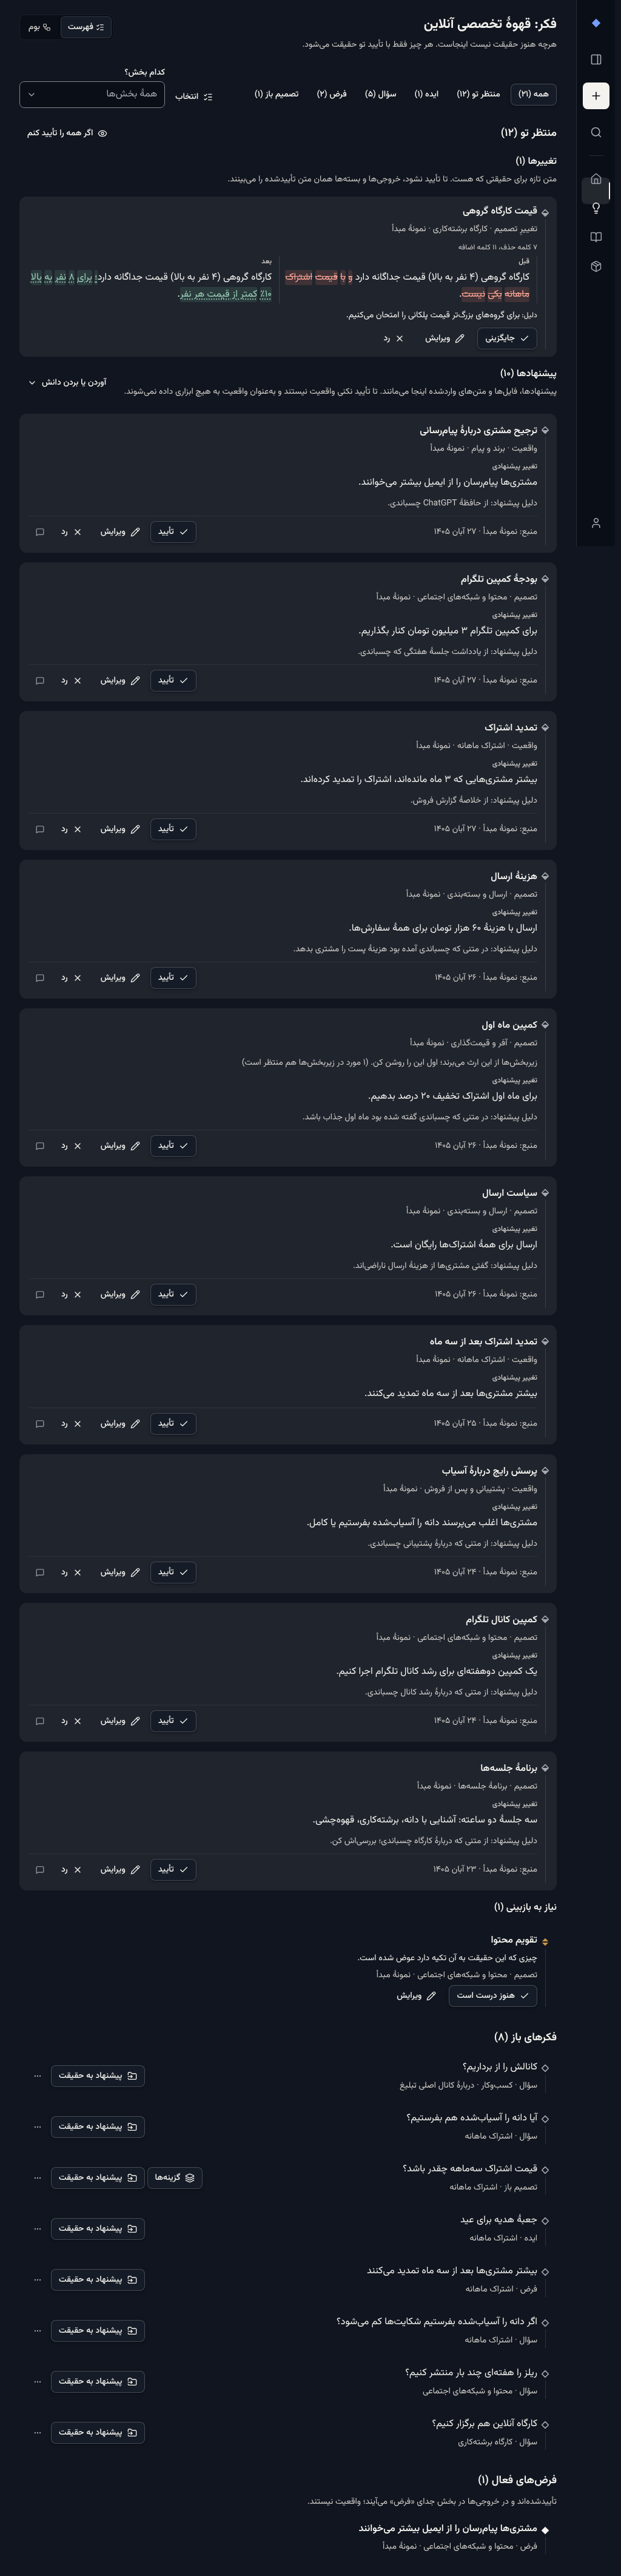 فکر: قهوهٔ تخصصی آنلاین
هرچه هنوز حقیقت نیست اینجاست. هر چیز فقط با تأیید تو حقیقت می‌شود.
فهرست
بوم
همه (۲۱)
منتظر تو (۱۲)
ایده (۱)
سؤال (۵)
فرض (۲)
تصمیم باز (۱)
انتخاب
کدام بخش؟
همهٔ بخش‌ها
منتظر تو (۱۲)
اگر همه را تأیید کنم
تغییرها (۱)
متن تازه برای حقیقتی که هست. تا تأیید نشود، خروجی‌ها و بسته‌ها همان متن تأییدشده را می‌بینند.
قیمت کارگاه گروهی
تغییر تصمیم · کارگاه برشته‌کاری · نمونهٔ مبدأ
۷ کلمه حذف، ۱۱ کلمه اضافه
قبل
کارگاه گروهی (۴ نفر به بالا) قیمت جداگانه دارد و با قیمت اشتراک
ماهانه یکی نیست.
بعد
کارگاه گروهی (۴ نفر به بالا) قیمت جداگانه دارد؛ برای ۸ نفر به بالا
۱۰٪ کمتر از قیمت هر نفر.
دلیل: برای گروه‌های بزرگ‌تر قیمت پلکانی را امتحان می‌کنیم.
جایگزینی
ویرایش
رد
پیشنهادها (۱۰)
آوردن یا بردن دانش
پیشنهادها، فایل‌ها و متن‌های واردشده اینجا می‌مانند. تا تأیید نکنی واقعیت نیستند و به‌عنوان واقعیت به هیچ ابزاری داده نمی‌شوند.
ترجیح مشتری دربارهٔ پیام‌رسانی
واقعیت · برند و پیام · نمونهٔ مبدأ
تغییر پیشنهادی
مشتری‌ها پیام‌رسان را از ایمیل بیشتر می‌خوانند.
دلیل پیشنهاد: از حافظهٔ ChatGPT چسباندی.
منبع: نمونهٔ مبدأ · ۲۷ آبان ۱۴۰۵
تأیید
ویرایش
رد
بودجهٔ کمپین تلگرام
تصمیم · محتوا و شبکه‌های اجتماعی · نمونهٔ مبدأ
تغییر پیشنهادی
برای کمپین تلگرام ۳ میلیون تومان کنار بگذاریم.
دلیل پیشنهاد: از یادداشت جلسهٔ هفتگی که چسباندی.
منبع: نمونهٔ مبدأ · ۲۷ آبان ۱۴۰۵
تأیید
ویرایش
رد
تمدید اشتراک
واقعیت · اشتراک ماهانه · نمونهٔ مبدأ
تغییر پیشنهادی
بیشتر مشتری‌هایی که ۳ ماه مانده‌اند، اشتراک را تمدید کرده‌اند.
دلیل پیشنهاد: از خلاصهٔ گزارش فروش.
منبع: نمونهٔ مبدأ · ۲۷ آبان ۱۴۰۵
تأیید
ویرایش
رد
هزینهٔ ارسال
تصمیم · ارسال و بسته‌بندی · نمونهٔ مبدأ
تغییر پیشنهادی
ارسال با هزینهٔ ۶۰ هزار تومان برای همهٔ سفارش‌ها.
دلیل پیشنهاد: در متنی که چسباندی آمده بود هزینهٔ پست را مشتری بدهد.
منبع: نمونهٔ مبدأ · ۲۶ آبان ۱۴۰۵
تأیید
ویرایش
رد
کمپین ماه اول
تصمیم · آفر و قیمت‌گذاری · نمونهٔ مبدأ
زیربخش‌ها از این ارث می‌برند؛ اول این را روشن کن. (۱ مورد در زیربخش‌ها هم منتظر است)
تغییر پیشنهادی
برای ماه اول اشتراک تخفیف ۲۰ درصد بدهیم.
دلیل پیشنهاد: در متنی که چسباندی گفته شده بود ماه اول جذاب باشد.
منبع: نمونهٔ مبدأ · ۲۶ آبان ۱۴۰۵
تأیید
ویرایش
رد
سیاست ارسال
تصمیم · ارسال و بسته‌بندی · نمونهٔ مبدأ
تغییر پیشنهادی
ارسال برای همهٔ اشتراک‌ها رایگان است.
دلیل پیشنهاد: گفتی مشتری‌ها از هزینهٔ ارسال ناراضی‌اند.
منبع: نمونهٔ مبدأ · ۲۶ آبان ۱۴۰۵
تأیید
ویرایش
رد
تمدید اشتراک بعد از سه ماه
واقعیت · اشتراک ماهانه · نمونهٔ مبدأ
تغییر پیشنهادی
بیشتر مشتری‌ها بعد از سه ماه تمدید می‌کنند.
منبع: نمونهٔ مبدأ · ۲۵ آبان ۱۴۰۵
تأیید
ویرایش
رد
پرسش رایج دربارهٔ آسیاب
واقعیت · پشتیبانی و پس از فروش · نمونهٔ مبدأ
تغییر پیشنهادی
مشتری‌ها اغلب می‌پرسند دانه را آسیاب‌شده بفرستیم یا کامل.
دلیل پیشنهاد: از متنی که دربارهٔ پشتیبانی چسباندی.
منبع: نمونهٔ مبدأ · ۲۴ آبان ۱۴۰۵
تأیید
ویرایش
رد
کمپین کانال تلگرام
تصمیم · محتوا و شبکه‌های اجتماعی · نمونهٔ مبدأ
تغییر پیشنهادی
یک کمپین دوهفته‌ای برای رشد کانال تلگرام اجرا کنیم.
دلیل پیشنهاد: از متنی که دربارهٔ رشد کانال چسباندی.
منبع: نمونهٔ مبدأ · ۲۴ آبان ۱۴۰۵
تأیید
ویرایش
رد
برنامهٔ جلسه‌ها
تصمیم · برنامهٔ جلسه‌ها · نمونهٔ مبدأ
تغییر پیشنهادی
سه جلسهٔ دو ساعته: آشنایی با دانه، برشته‌کاری، قهوه‌چشی.
دلیل پیشنهاد: از متنی که دربارهٔ کارگاه چسباندی؛ بررسی‌اش کن.
منبع: نمونهٔ مبدأ · ۲۳ آبان ۱۴۰۵
تأیید
ویرایش
رد
نیاز به بازبینی (۱)
تقویم محتوا
چیزی که این حقیقت به آن تکیه دارد عوض شده است.
تصمیم · محتوا و شبکه‌های اجتماعی · نمونهٔ مبدأ
هنوز درست است
ویرایش
فکرهای باز (۸)
کانالش را از برداریم؟
سؤال · کسب‌وکار · دربارهٔ کانال اصلی تبلیغ
پیشنهاد به حقیقت
آیا دانه را آسیاب‌شده هم بفرستیم؟
سؤال · اشتراک ماهانه
پیشنهاد به حقیقت
قیمت اشتراک سه‌ماهه چقدر باشد؟
تصمیم باز · اشتراک ماهانه
گزینه‌ها
پیشنهاد به حقیقت
جعبهٔ هدیه برای عید
ایده · اشتراک ماهانه
پیشنهاد به حقیقت
بیشتر مشتری‌ها بعد از سه ماه تمدید می‌کنند
فرض · اشتراک ماهانه
پیشنهاد به حقیقت
اگر دانه را آسیاب‌شده بفرستیم شکایت‌ها کم می‌شود؟
سؤال · اشتراک ماهانه
پیشنهاد به حقیقت
ریلز را هفته‌ای چند بار منتشر کنیم؟
سؤال · محتوا و شبکه‌های اجتماعی
پیشنهاد به حقیقت
کارگاه آنلاین هم برگزار کنیم؟
سؤال · کارگاه برشته‌کاری
پیشنهاد به حقیقت
فرض‌های فعال (۱)
تأییدشده‌اند و در خروجی‌ها در بخش جدای «فرض» می‌آیند؛ واقعیت نیستند.
مشتری‌ها پیام‌رسان را از ایمیل بیشتر می‌خوانند
فرض · محتوا و شبکه‌های اجتماعی · نمونهٔ مبدأ